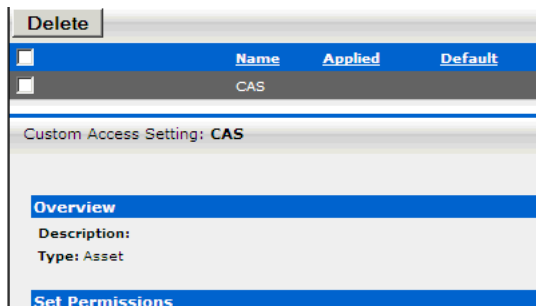 Delete
Name Applied Default
CAS
Custom Access Setting: CAS
Overview
Description:
Type: Asset
Set Permissions